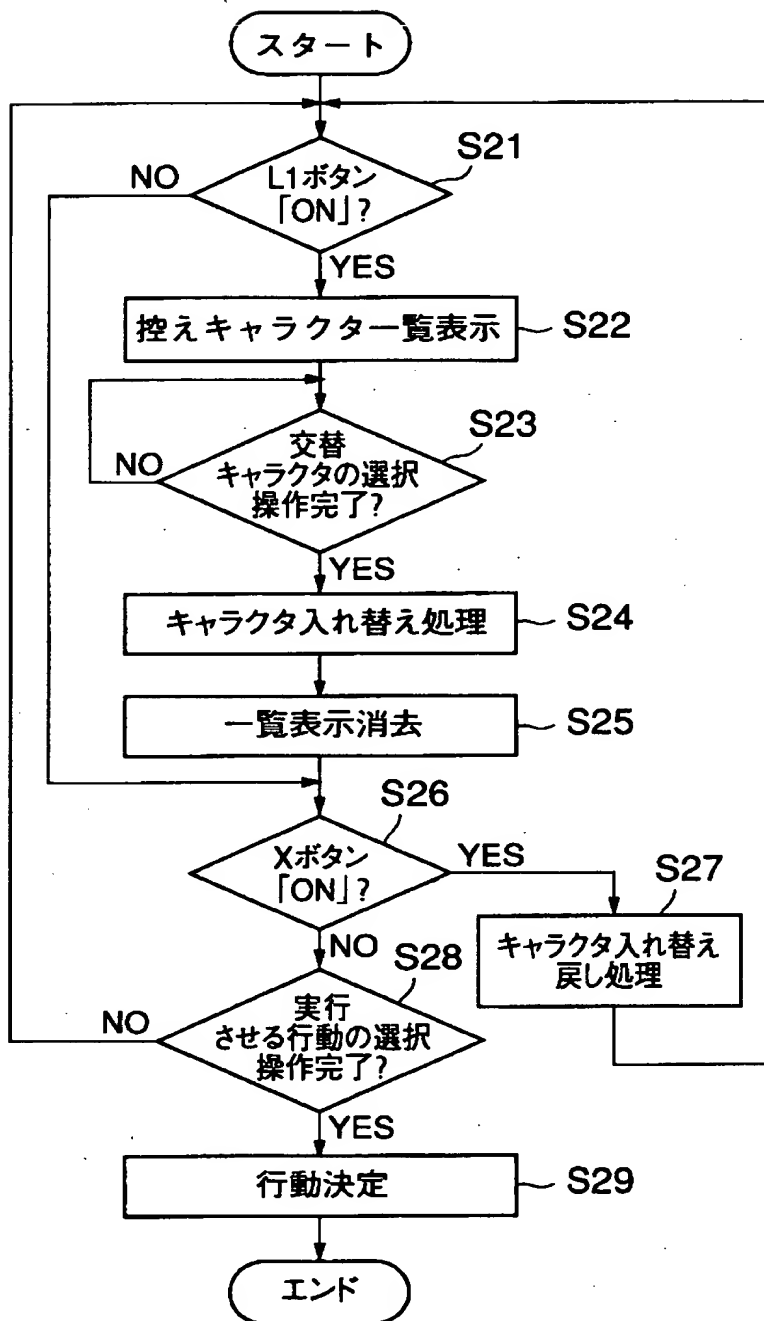 スタート
S21
NO
L1ボタン
「ON」?
YES
控えキャラクター覧表示
S22
S23
NO
交替
キャラクタの選択
操作完了?
YES
キャラクタ入れ替え処理
S24
一覧表示消去
S25
S26
Xボタン
「ON」?
YES
S27
NO
キャラクタ入れ替え
戻し処理
S28
NO
実行
させる行動の選択
操作完了?
YES
行動決定
S29
エンド